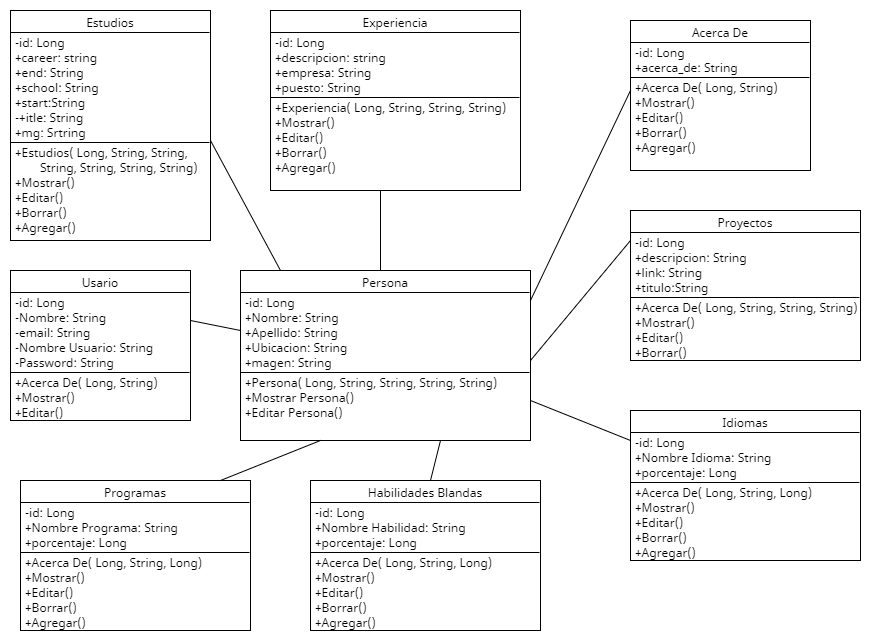 Estudios
-id: Long
+career: string
+end: String
+school: String
+start:String
-+itle: String
+mg: Srtring
+Estudios( Long, String, String,
String, String, String, String)
+Mostrar()
+Editar()
+Borrar()
+Agregar()
Experiencia
-id: Long
+descripcion: string
+empresa: String
+puesto: String
+Experiencia( Long, String, String, String)
+Mostrar()
+Editar()
+Borrar()
+Agregar()
Acerca De
-id: Long
+acerca_de: String
+Acerca De( Long, String)
+Mostrar()
+Editar()
+Borrar()
+Agregar()
Usario
-id: Long
-Nombre: String
-email: String
-Nombre Usuario: String
-Password: String
+Acerca De( Long, String)
+Mostrar()
+Editar()
Persona
-id: Long
+Nombre: String
+Apellido: String
+Ubicacion: String
+magen: String
+Persona( Long, String, String, String, String)
+Mostrar Persona()
+Editar Persona()
Proyectos
-id: Long
+descripcion: String
+link: String
+titulo:String
+Acerca De( Long, String, String, String)
+Mostrar()
+Editar()
+Borrar()
Idiomas
-id: Long
+Nombre Idioma: String
+porcentaje: Long
+Acerca De( Long, String, Long)
+Mostrar()
+Editar()
+Borrar()
+Agregar()
Programas
-id: Long
+Nombre Programa: String
+porcentaje: Long
+Acerca De( Long, String, Long)
+Mostrar()
+Editar()
+Borrar()
+Agregar()
Habilidades Blandas
-id: Long
+Nombre Habilidad: String
+porcentaje: Long
+Acerca De( Long, String, Long)
+Mostrar()
+Editar()
+Borrar()
+Agregar()